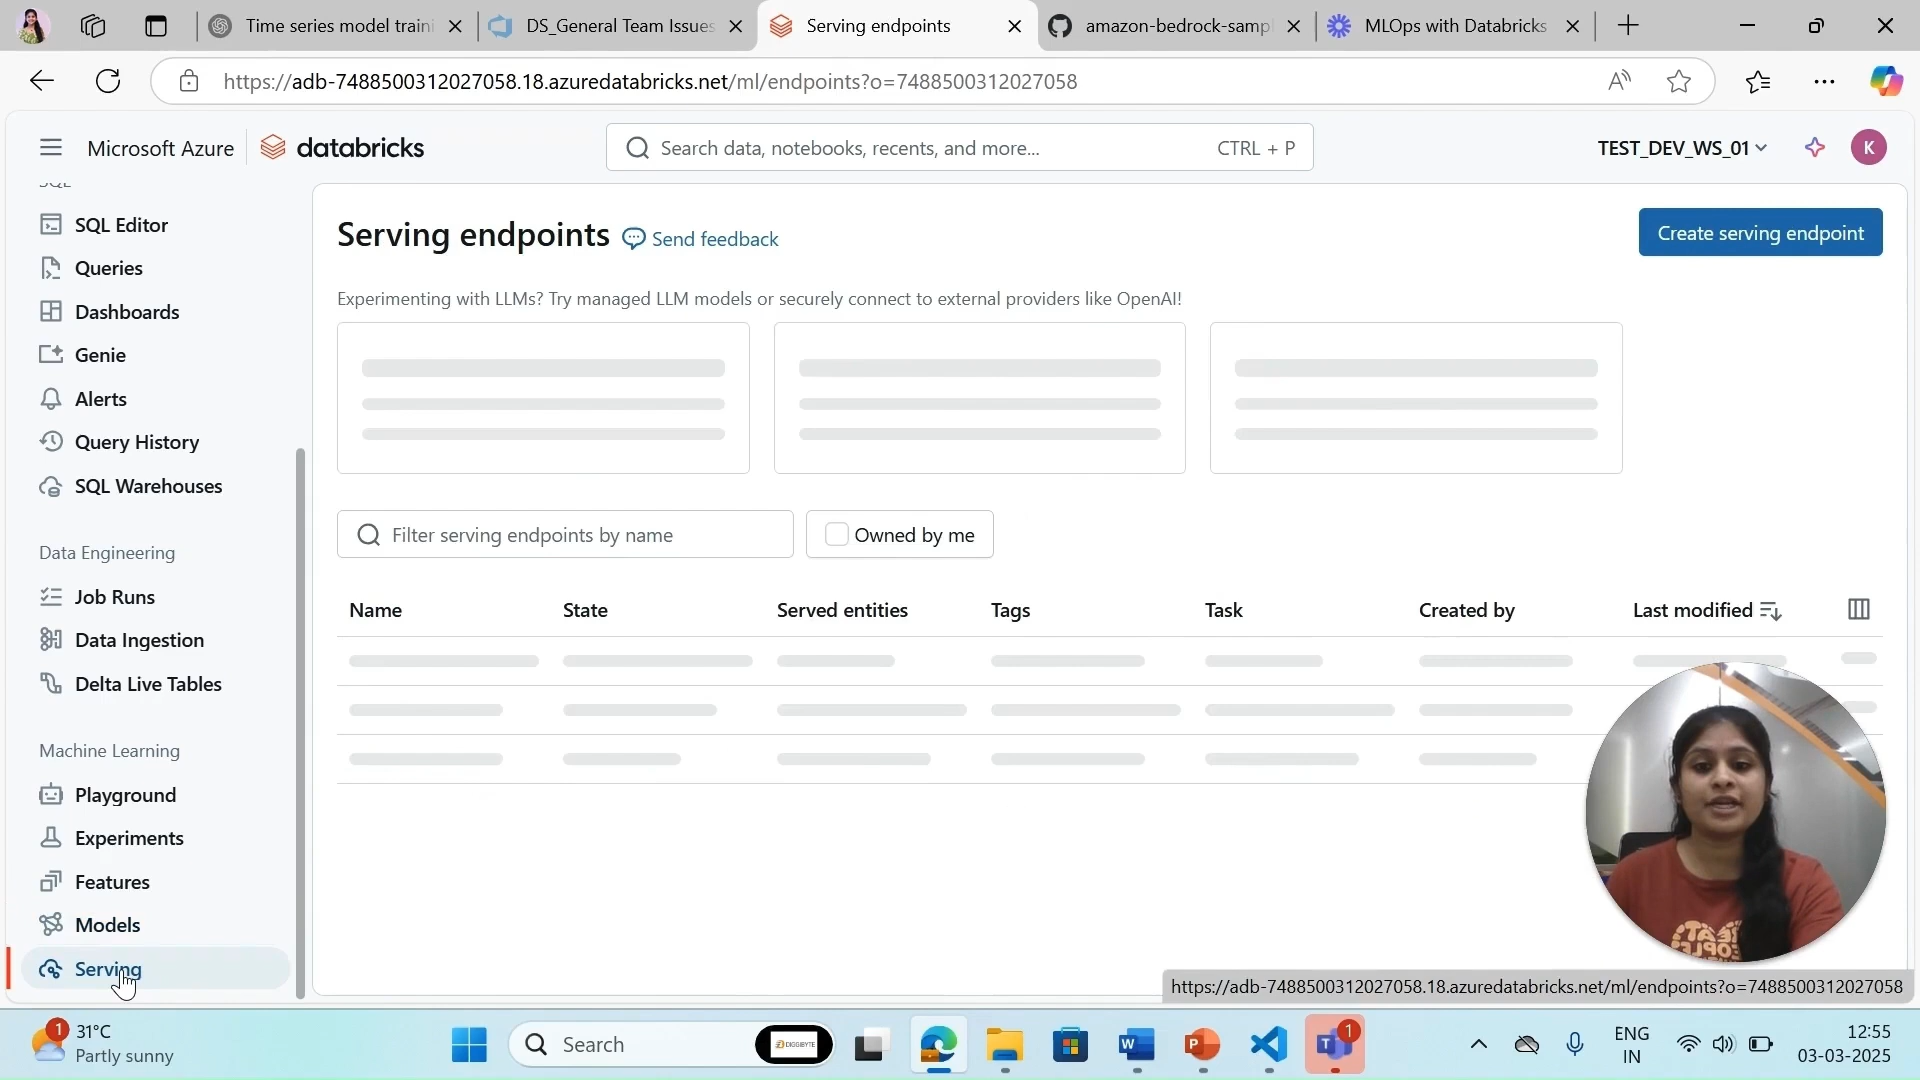 Time series model traini
DS_General Team Issues
Serving endpoints
amazon-bedrock-sampl
MLOps with Databricks
https://adb-7488500312027058.18.azuredatabricks.net/ml/endpoints?o=7488500312027058
Microsoft Azure
databricks
Search data, notebooks, recents, and more...
CTRL + P
TEST_DEV_WS_01
K
SQL
SQL Editor
Queries
Dashboards
Genie
Alerts
Query History
SQL Warehouses
Data Engineering
Job Runs
Data Ingestion
Delta Live Tables
Machine Learning
Playground
Experiments
Features
Models
Serving
Serving endpoints
Send feedback
Create serving endpoint
Experimenting with LLMs? Try managed LLM models or securely connect to external providers like OpenAI!
Filter serving endpoints by name
Owned by me
Name State Served entities Tags Task Created by Last modified
https://adb-7488500312027058.18.azuredatabricks.net/ml/endpoints?o=7488500312027058
1
31°C
Partly sunny
Search
DIGGIBYTE
W
P
T
1
ENG
IN
12:55
03-03-2025